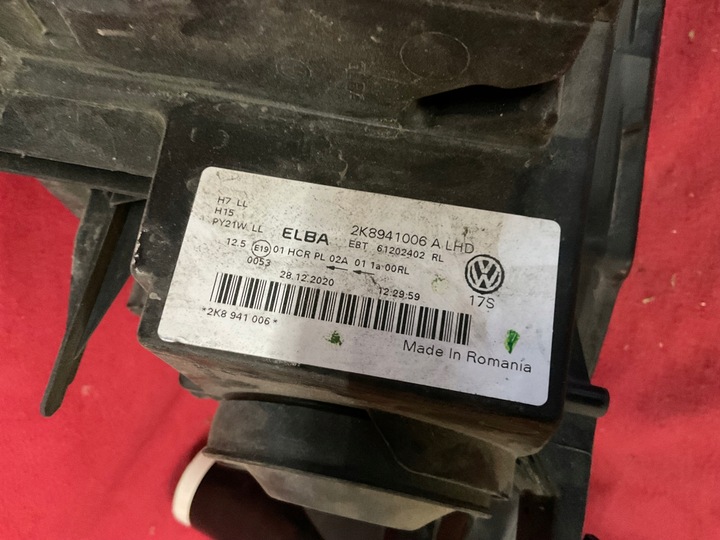 H7 LL
H15
PY21W LL
ELBA
2K8941006 A LHD
EBT 61202402 RL
12.5 E19 01 HCR PL 02A 01 1a 00RL
0053
28.12.2020 12:29:59
17S
*2K8 941 006*
Made In Romania